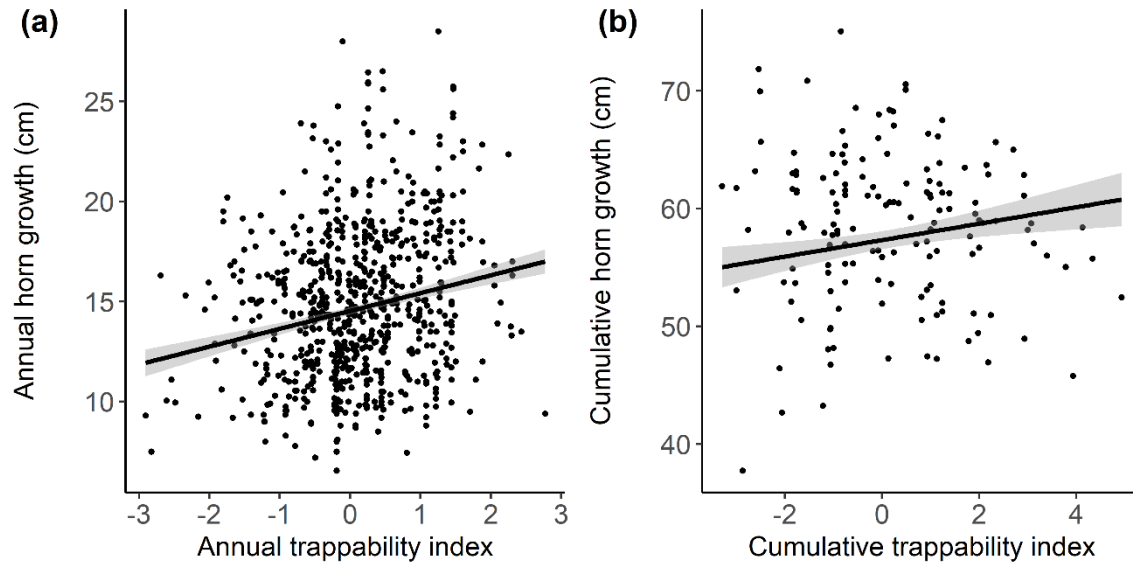 (a)
Annual horn growth (cm)
25
20
15
10
-3 -2 -1 0 1 2 3
Annual trappability index
(b)
Cumulative horn growth (cm)
70
60
50
40
-2 0 2 4
Cumulative trappability index